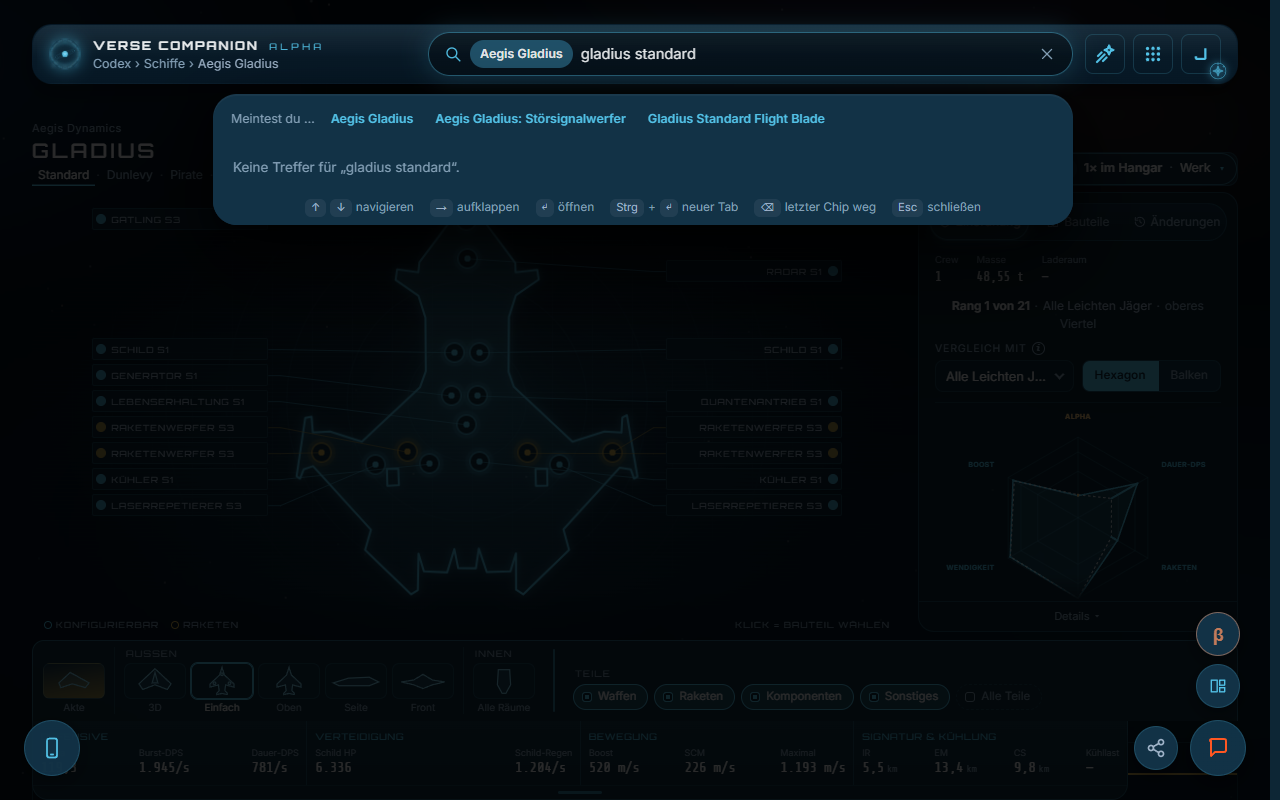 VERSE COMPANION ALPHA
Codex › Schiffe › Aegis Gladius
Aegis Gladius gladius standard
Meintest du ... Aegis Gladius Aegis Gladius: Störsignalwerfer Gladius Standard Flight Blade
Keine Treffer für „gladius standard“.
↑ ↓ navigieren → aufklappen ↵ öffnen Strg + ↵ neuer Tab ⌫ letzter Chip weg Esc schließen
Aegis Dynamics
GLADIUS
Standard · Dunlevy · Pirate
1x im Hangar · Werk
Bauteile Änderungen
GATLING S3
RADAR S1
Crew Masse Laderaum
1 48,55 t —
Rang 1 von 21 · Alle Leichten Jäger · oberes
Viertel
VERGLEICH MIT
Alle Leichten J... Hexagon Balken
SCHILD S1 SCHILD S1
GENERATOR S1
LEBENSERHALTUNG S1 QUANTENANTRIEB S1
RAKETENWERFER S3 RAKETENWERFER S3
RAKETENWERFER S3 RAKETENWERFER S3
KÜHLER S1 KÜHLER S1
LASERREPETIERER S3 LASERREPETIERER S3
ALPHA
BOOST DAUER-DPS
WENDIGKEIT RAKETEN
Details
KONFIGURIERBAR RAKETEN KLICK = BAUTEIL WÄHLEN
β
AUSSEN INNEN
Akte 3D Einfach Oben Seite Front Alle Räume
TEILE
Waffen Raketen Komponenten Sonstiges Alle Teile
VERTEIDIGUNG BEWEGUNG SIGNATUR & KÜHLUNG
Burst-DPS Dauer-DPS Schild HP Schild-Regen Boost SCM Maximal IR EM CS Kühllast
1.945/s 781/s 6.336 1.204/s 520 m/s 226 m/s 1.193 m/s 5,5 km 13,4 km 9,0 km —